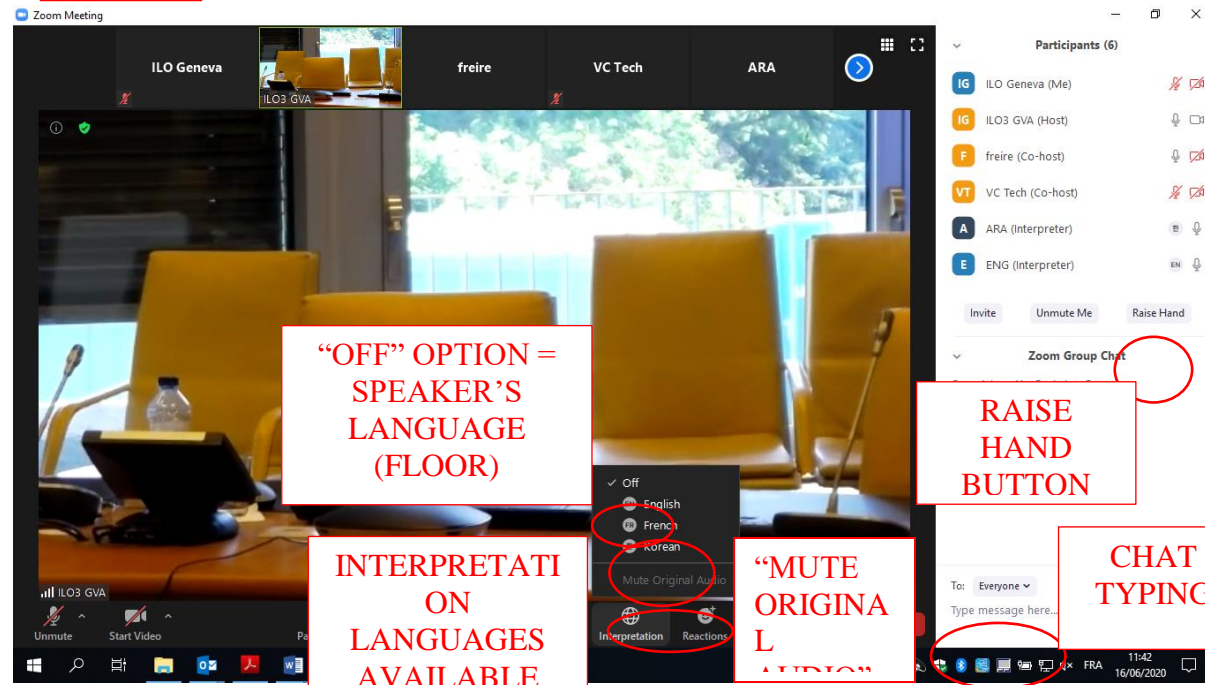 Zoom Meeting
ILO Geneva
ILO3 GVA
freire
VC Tech
ARA
Participants (6)
IG ILO Geneva (Me)
IG ILO3 GVA (Host)
F freire (Co-host)
VT VC Tech (Co-host)
A ARA (Interpreter)
E ENG (Interpreter) EN
Invite Unmute Me Raise Hand
Zoom Group Chat
“OFF” OPTION =
SPEAKER’S
LANGUAGE
(FLOOR)
RAISE
HAND
BUTTON
Off
English
FR French
Korean
Mute Original Audio
INTERPRETATI
ON
LANGUAGES
AVAILABLE
“MUTE
ORIGINA
L
AUDIO”
CHAT
TYPING
To: Everyone
Type message here...
ILO3 GVA
Unmute Start Video Pa Interpretation Reactions
FRA
11:42
16/06/2020